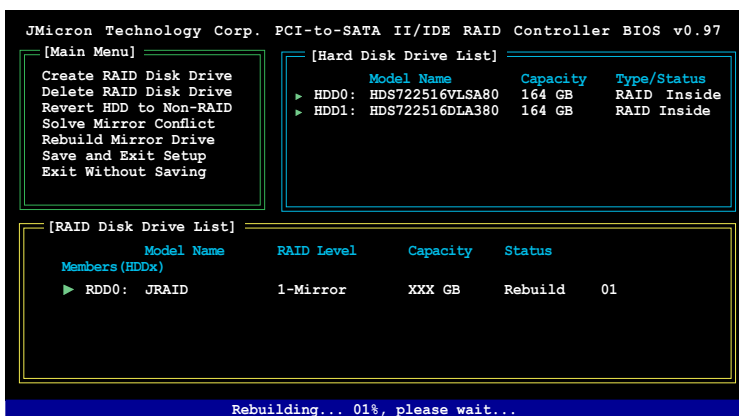 JMicron Technology Corp. PCI-to-SATA II/IDE RAID Controller BIOS v0.97
[Main Menu]
Create RAID Disk Drive
Delete RAID Disk Drive
Revert HDD to Non-RAID
Solve Mirror Conflict
Rebuild Mirror Drive
Save and Exit Setup
Exit Without Saving
[Hard Disk Drive List]
Model Name Capacity Type/Status
HDD0: HDS722516VLSA80 164 GB RAID Inside
HDD1: HDS722516DLA380 164 GB RAID Inside
[RAID Disk Drive List]
Model Name RAID Level Capacity Status
Members(HDDx)
RDD0: JRAID 1-Mirror XXX GB Rebuild 01
Rebuilding... 01%, please wait...